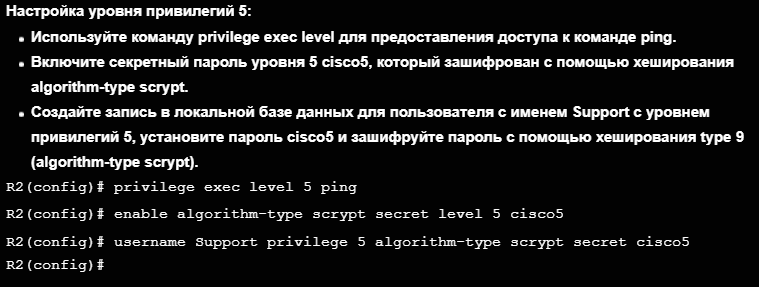 Настройка уровня привилегий 5:
Используйте команду privilege exec level для предоставления доступа к команде ping.
Включите секретный пароль уровня 5 cisco5, который зашифрован с помощью хеширования
algorithm-type scrypt.
Создайте запись в локальной базе данных для пользователя с именем Support с уровнем
привилегий 5, установите пароль cisco5 и зашифруйте пароль с помощью хеширования type 9
(algorithm-type scrypt).
R2(config)# privilege exec level 5 ping
R2(config)# enable algorithm-type scrypt secret level 5 cisco5
R2(config)# username Support privilege 5 algorithm-type scrypt secret cisco5
R2(config)#